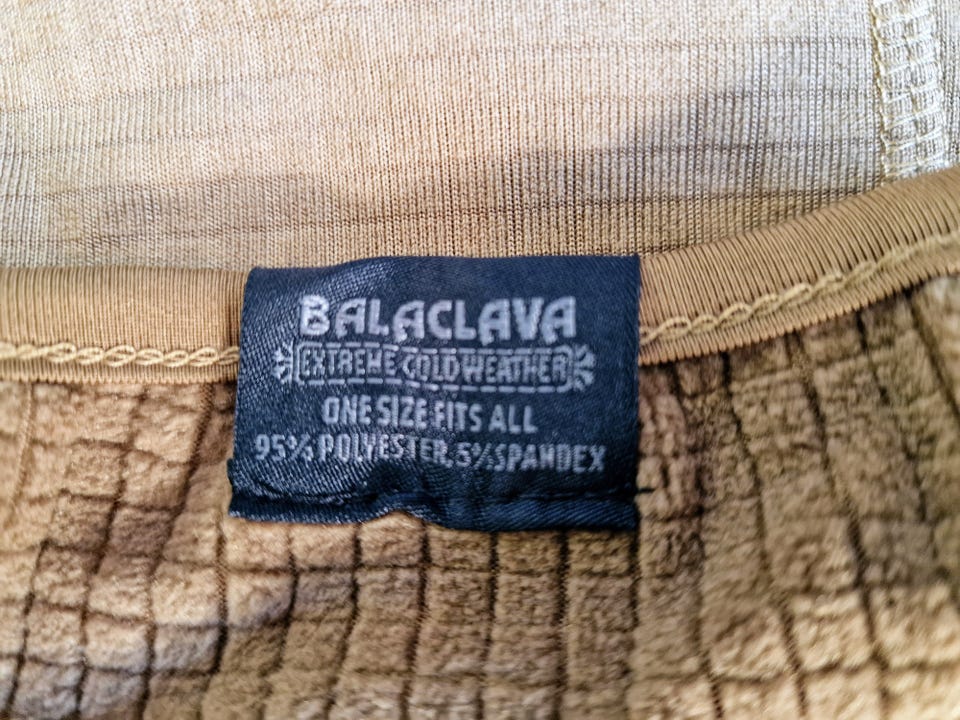 BALACLAVA
EXTREME COLD WEATHER
ONE SIZE FITS ALL
95% POLYESTER.5%SPANDEX